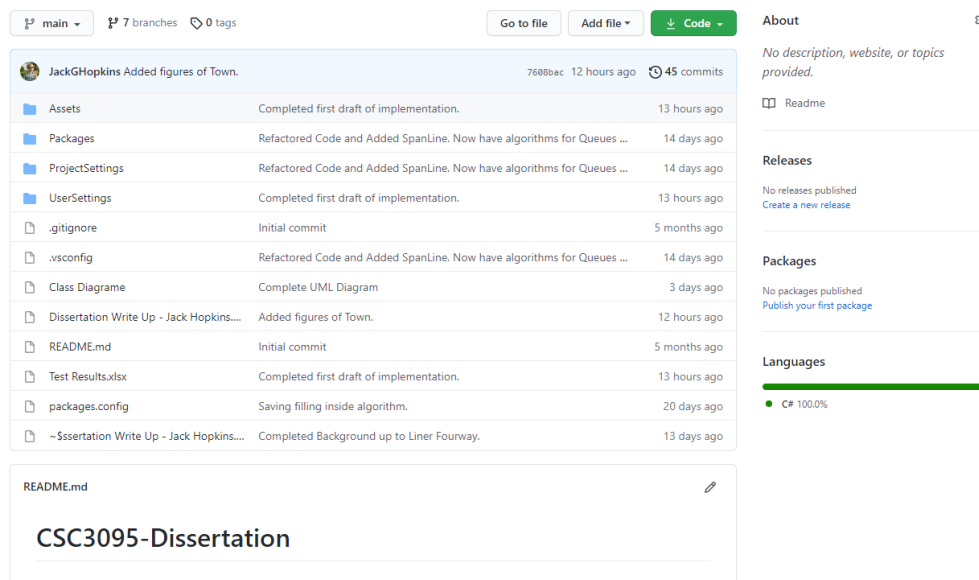 main
7 branches
0 tags
Go to file
Add file
Code
JackGHopkins Added figures of Town.
7608bac 12 hours ago
45 commits
Assets Completed first draft of implementation. 13 hours ago
Packages Refactored Code and Added SpanLine. Now have algorithms for Queues ... 14 days ago
ProjectSettings Refactored Code and Added SpanLine. Now have algorithms for Queues ... 14 days ago
UserSettings Completed first draft of implementation. 13 hours ago
.gitignore Initial commit 5 months ago
.vsconfig Refactored Code and Added SpanLine. Now have algorithms for Queues ... 14 days ago
Class Diagrame Complete UML Diagram 3 days ago
Dissertation Write Up - Jack Hopkins.... Added figures of Town. 12 hours ago
README.md Initial commit 5 months ago
Test Results.xlsx Completed first draft of implementation. 13 hours ago
packages.config Saving filling inside algorithm. 20 days ago
~$ssertation Write Up - Jack Hopkins.... Completed Background up to Liner Fourway. 13 days ago
README.md
CSC3095-Dissertation
About
No description, website, or topics
provided.
Readme
Releases
No releases published
Create a new release
Packages
No packages published
Publish your first package
Languages
C# 100.0%